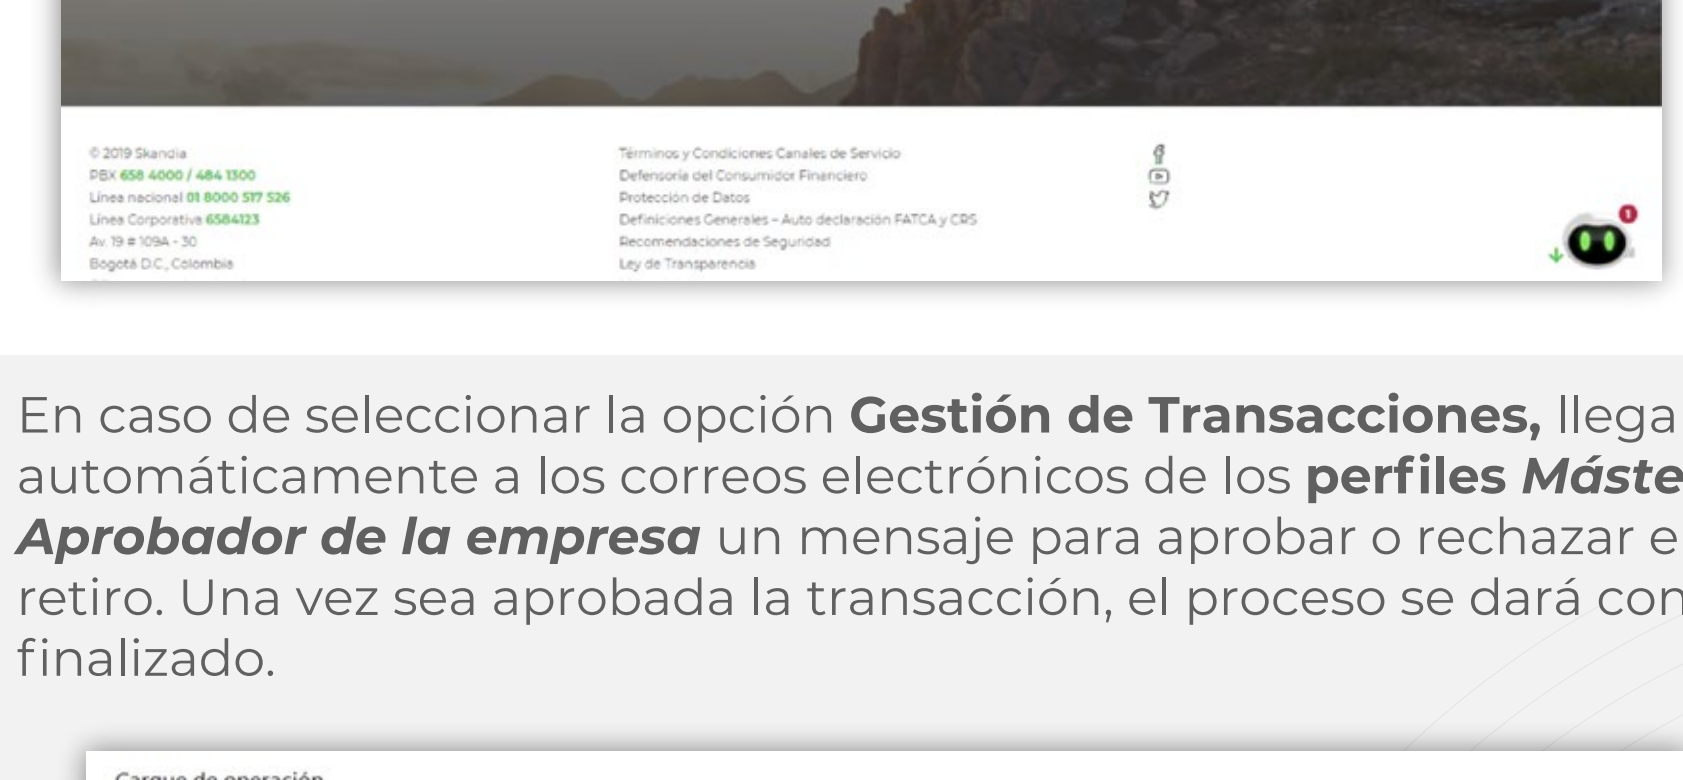 © 2019 Skandia
PBX 658 4000 / 484 1300
Línea nacional 01 8000 517 526
Línea Corporativa 6584123
Av. 19 # 109A - 30
Bogotá D.C., Colombia
Términos y Condiciones Canales de Servicio
Defensoría del Consumidor Financiero
Protección de Datos
Definiciones Generales – Auto declaración FATCA y CRS
Recomendaciones de Seguridad
Ley de Transparencia
1
En caso de seleccionar la opción Gestión de Transacciones, llega
automáticamente a los correos electrónicos de los perfiles Máste
Aprobador de la empresa un mensaje para aprobar o rechazar e
retiro. Una vez sea aprobada la transacción, el proceso se dará con
finalizado.
Cargue de operación